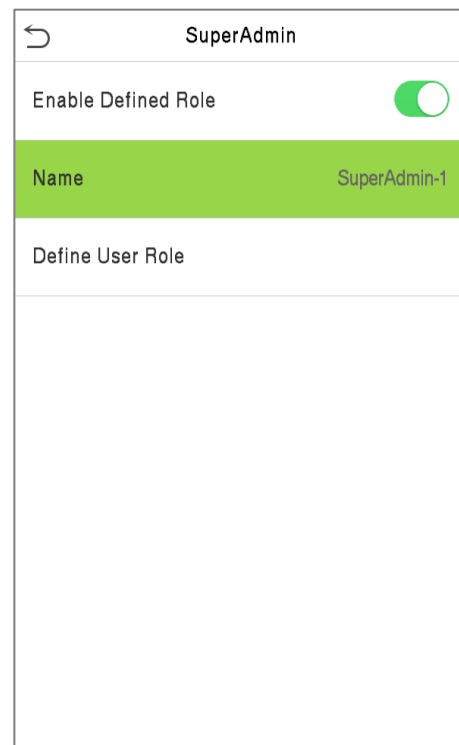 SuperAdmin
Enable Defined Role
Name SuperAdmin-1
Define User Role